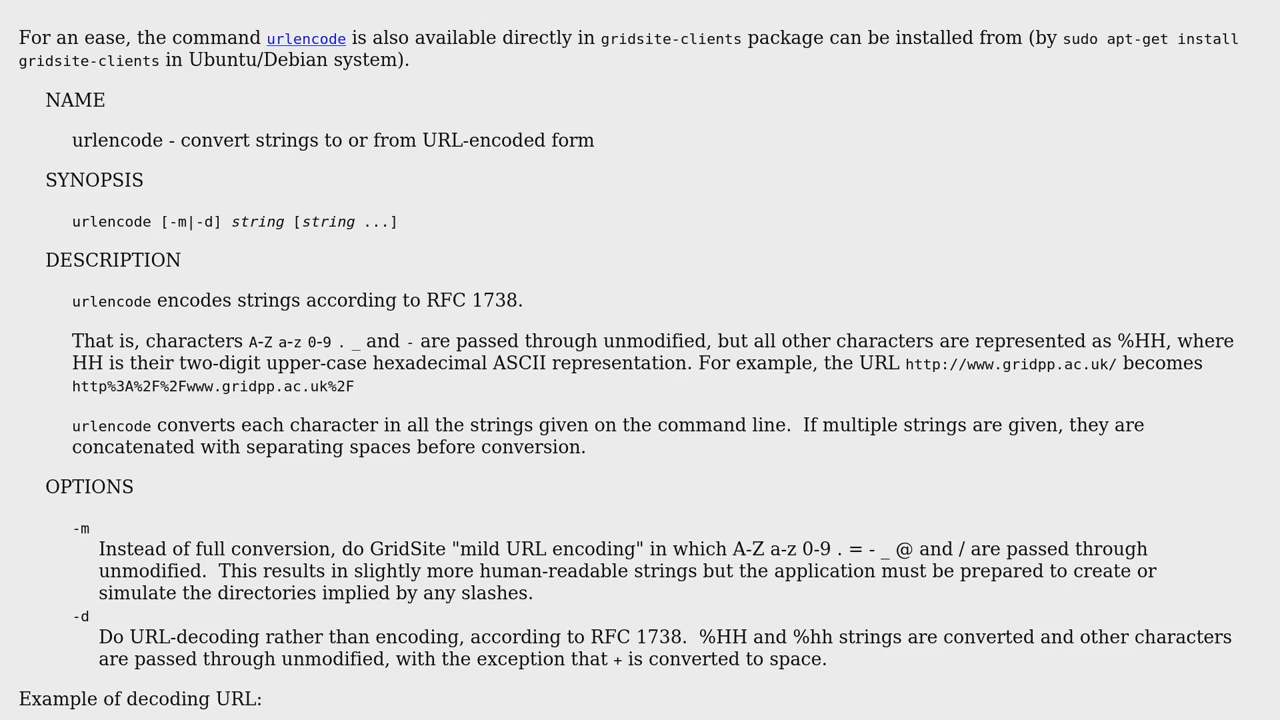 For an ease, the command urlencode is also available directly in gridsite-clients package can be installed from (by sudo apt-get install
gridsite-clients in Ubuntu/Debian system).
NAME
urlencode - convert strings to or from URL-encoded form
SYNOPSIS
urlencode [-m|-d] string [string ...]
DESCRIPTION
urlencode encodes strings according to RFC 1738.
That is, characters A-Z a-z 0-9 . _ and - are passed through unmodified, but all other characters are represented as %HH, where
HH is their two-digit upper-case hexadecimal ASCII representation. For example, the URL http://www.gridpp.ac.uk/ becomes
http%3A%2F%2Fwww.gridpp.ac.uk%2F
urlencode converts each character in all the strings given on the command line.  If multiple strings are given, they are
concatenated with separating spaces before conversion.
OPTIONS
-m
Instead of full conversion, do GridSite "mild URL encoding" in which A-Z a-z 0-9 . = - _ @ and / are passed through
unmodified.  This results in slightly more human-readable strings but the application must be prepared to create or
simulate the directories implied by any slashes.
-d
Do URL-decoding rather than encoding, according to RFC 1738.  %HH and %hh strings are converted and other characters
are passed through unmodified, with the exception that + is converted to space.
Example of decoding URL: